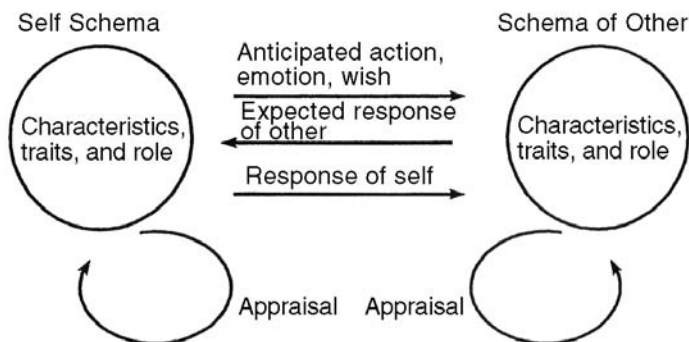 Self Schema
Schema of Other
Anticipated action,
emotion, wish
Expected response
of other
Response of self
Characteristics,
traits, and role
Characteristics,
traits, and role
Appraisal
Appraisal